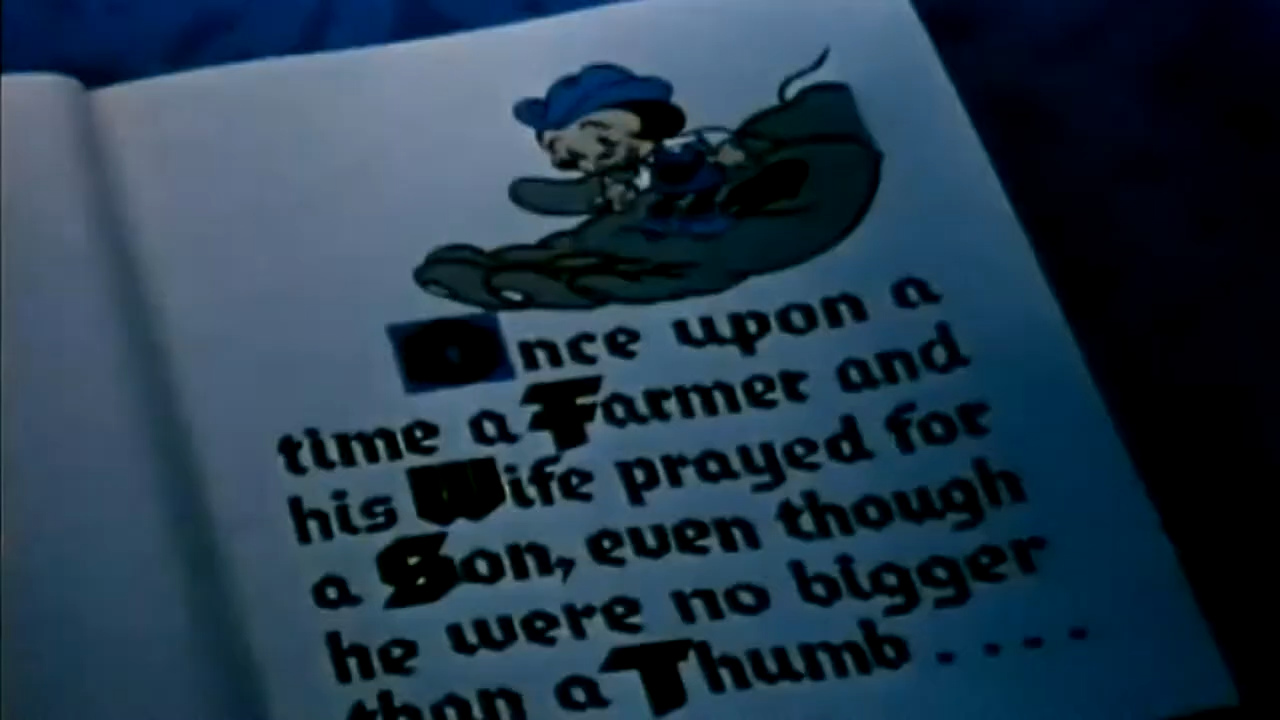 Once upon a
time a Farmer and
his Wife prayed for
a Son, even though
he were no bigger
than a Thumb . . . .